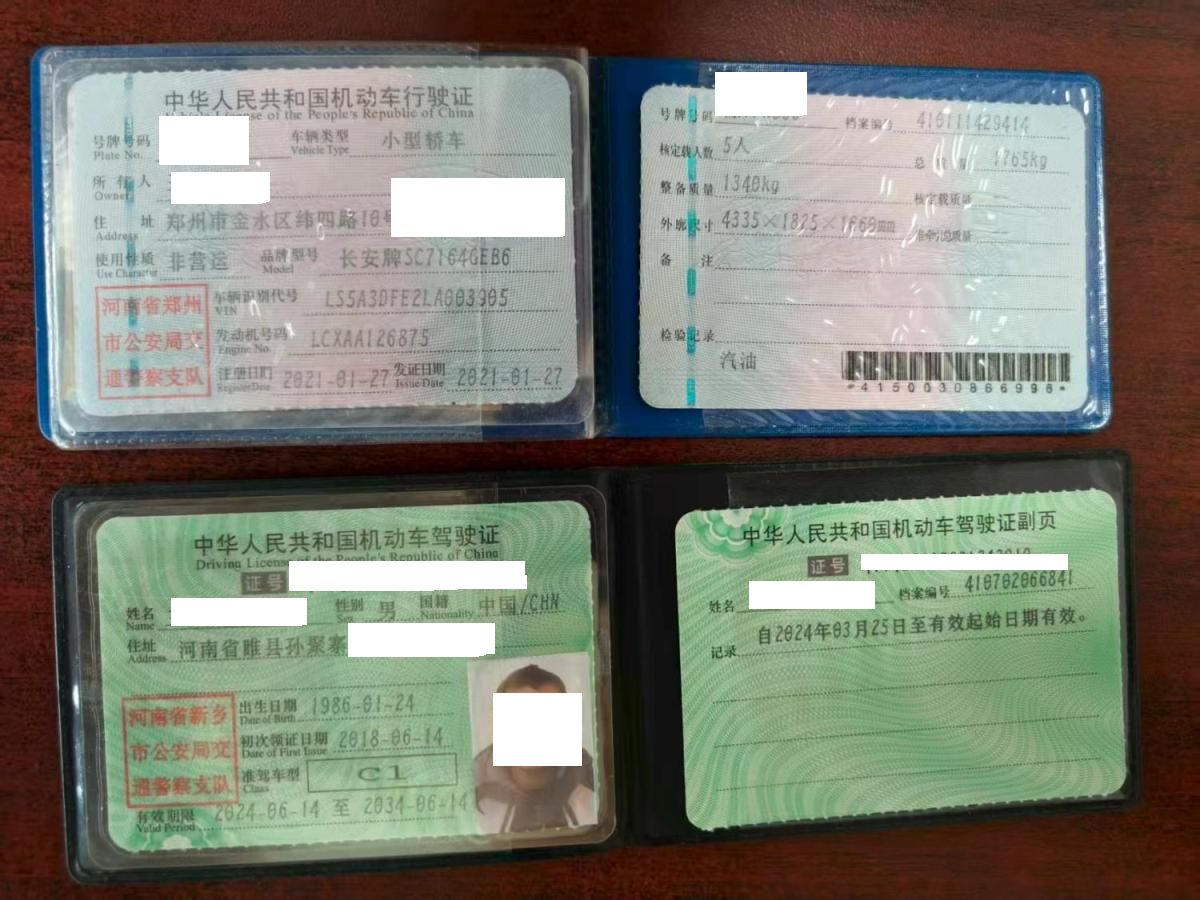 中华人民共和国机动车行驶证
Vehicle License of the People's Republic of China
号牌号码 车辆类型 小型轿车
Plate No. Vehicle Type
所有人
Owner
住 址 郑州市金水区纬四路10号
Address
使用性质 非营运 品牌型号 长安牌SC7164GEB6
Use Character Model
河南省郑州
市公安局交
通警察支队
车辆识别代号 LS5A3DFE2LA003905
VIN
发动机号码 LCXAA126875
Engine No.
注册日期 2021-01-27 发证日期 2021-01-27
Register Date Issue Date
号牌号码 档案编号 410111429414
核定载人数 5人 总质量 1765kg
整备质量 1340kg 核定载质量
外廓尺寸 4335×1825×1660mm 准牵引总质量
备 注
检验记录
汽油
*4150030866998*
中华人民共和国机动车驾驶证
Driving License of the People's Republic of China
证号
姓名 性别 男 国籍 中国/CHN
Name Sex Nationality
住址 河南省睢县孙聚寨
Address
河南省新乡
市公安局交
通警察支队
出生日期 1986-01-24
Date of Birth
初次领证日期 2018-06-14
Date of First Issue
准驾车型 C1
Class
有效期限 2024-06-14 至 2034-06-14
Valid Period
中华人民共和国机动车驾驶证副页
证号
姓名 档案编号 410702066841
自2024年03月25日至有效起始日期有效。
记录